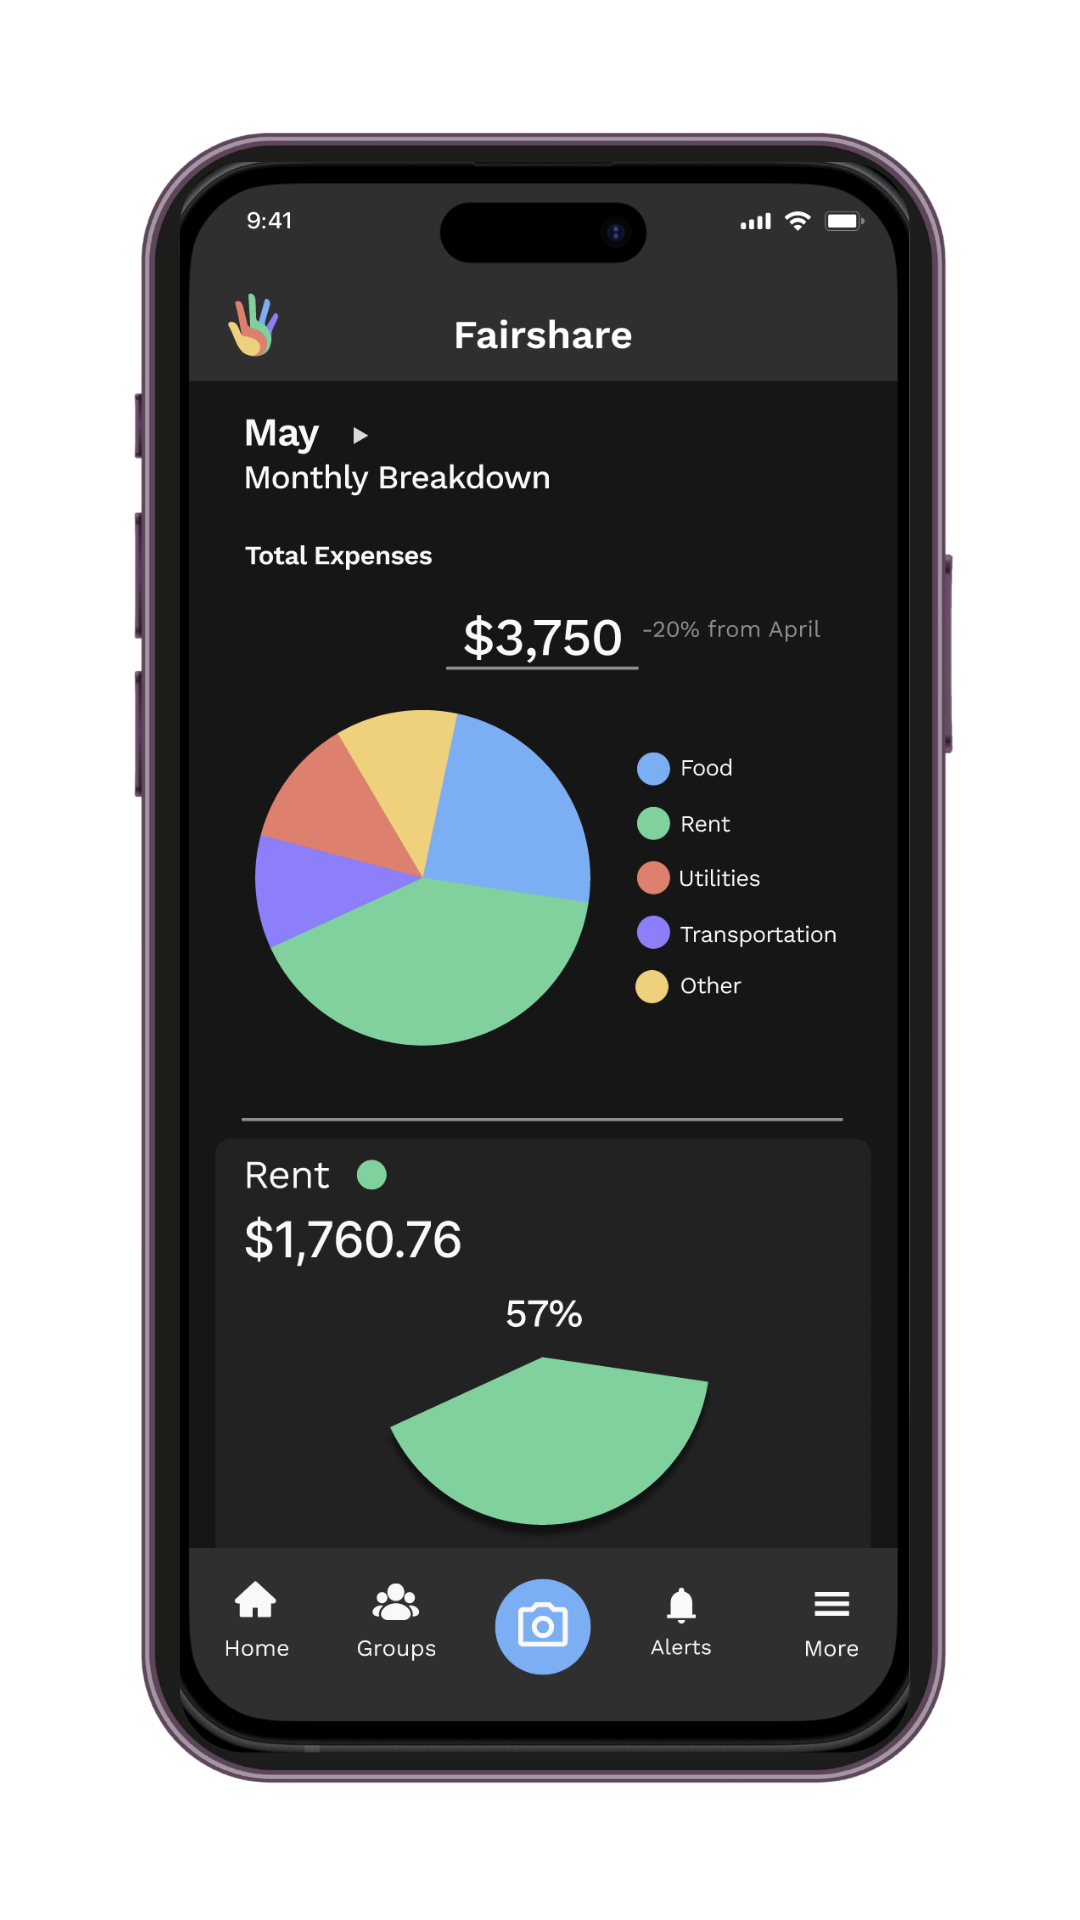 9:41
Fairshare
May
Monthly Breakdown
Total Expenses
$3,750 -20% from April
Food
Rent
Utilities
Transportation
Other
Rent
$1,760.76
57%
Home Groups Alerts More